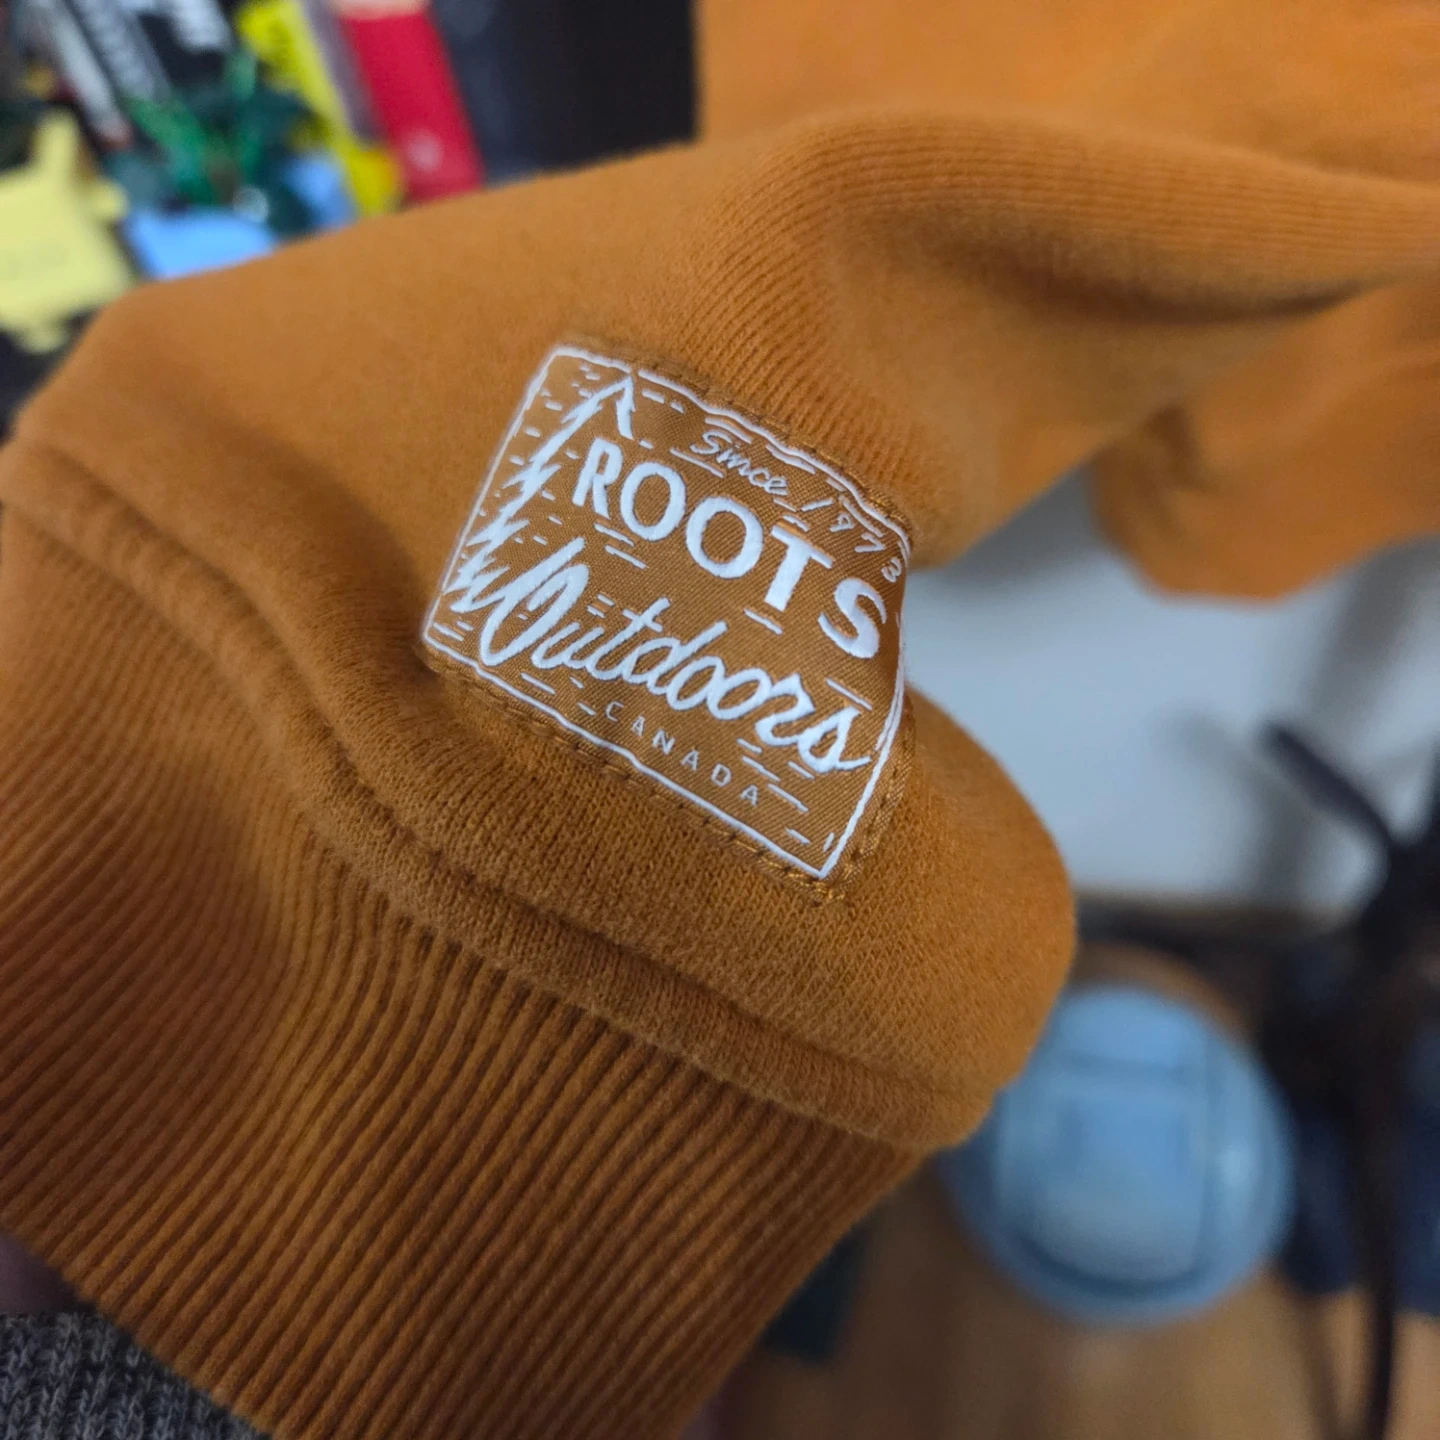 Since 1973
ROOTS
Outdoors
CANADA